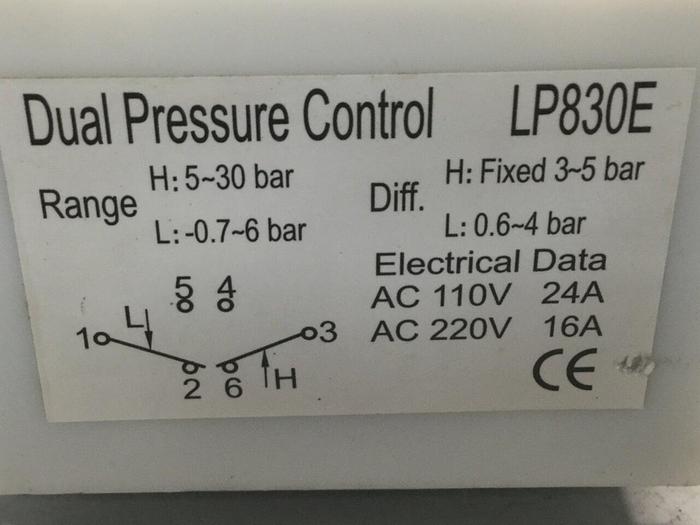 Dual Pressure Control LP830E
Range H: 5~30 bar Diff. H: Fixed 3~5 bar
L: -0.7~6 bar L: 0.6~4 bar
Electrical Data
AC 110V 24A
AC 220V 16A
5 4
L
1 3
2 6 H
CE